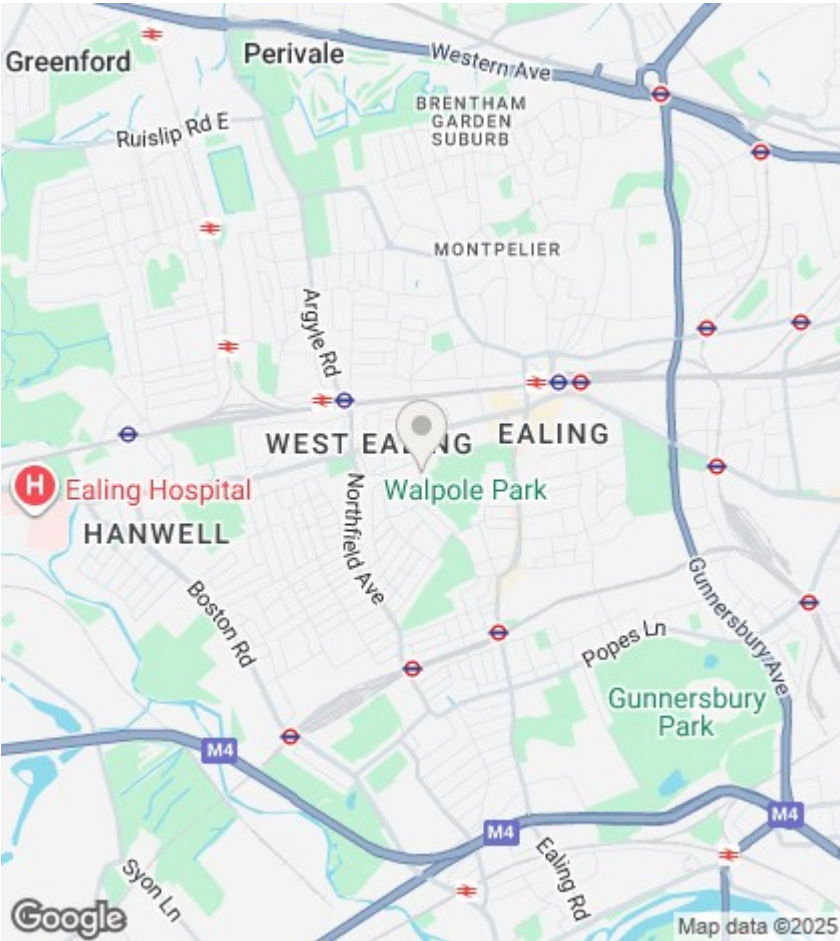 Greenford
Perivale
Western Ave
BRENTHAM
GARDEN
SUBURB
Ruislip Rd E
MONTPELIER
Argyle Rd
WEST EALING
EALING
H
Ealing Hospital
Walpole Park
HANWELL
Northfield Ave
Boston Rd
Gunnersbury Ave
Popes Ln
Gunnersbury
Park
M4
M4
M4
Syon Ln
Ealing Rd
Google
Map data ©2025